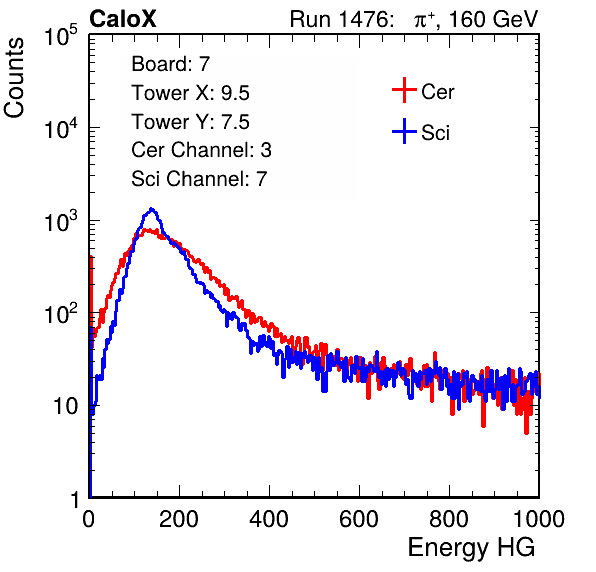 CaloX Run 1476: π⁺, 160 GeV
Counts
Board: 7
Tower X: 9.5
Tower Y: 7.5
Cer Channel: 3
Sci Channel: 7
Cer
Sci
10⁵
10⁴
10³
10²
10
1
0 200 400 600 800 1000
Energy HG